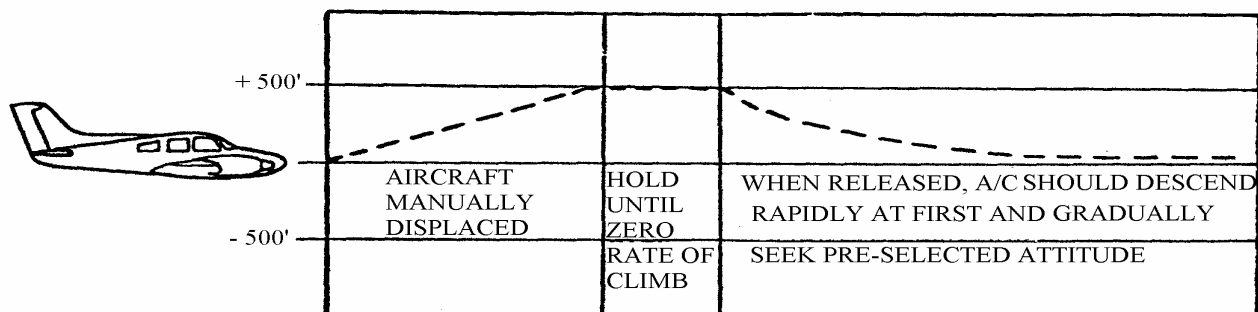 + 500'
- 500'
AIRCRAFT
MANUALLY
DISPLACED
HOLD
UNTIL
ZERO
RATE OF
CLIMB
WHEN RELEASED, A/C SHOULD DESCEND
RAPIDLY AT FIRST AND GRADUALLY
SEEK PRE-SELECTED ATTITUDE